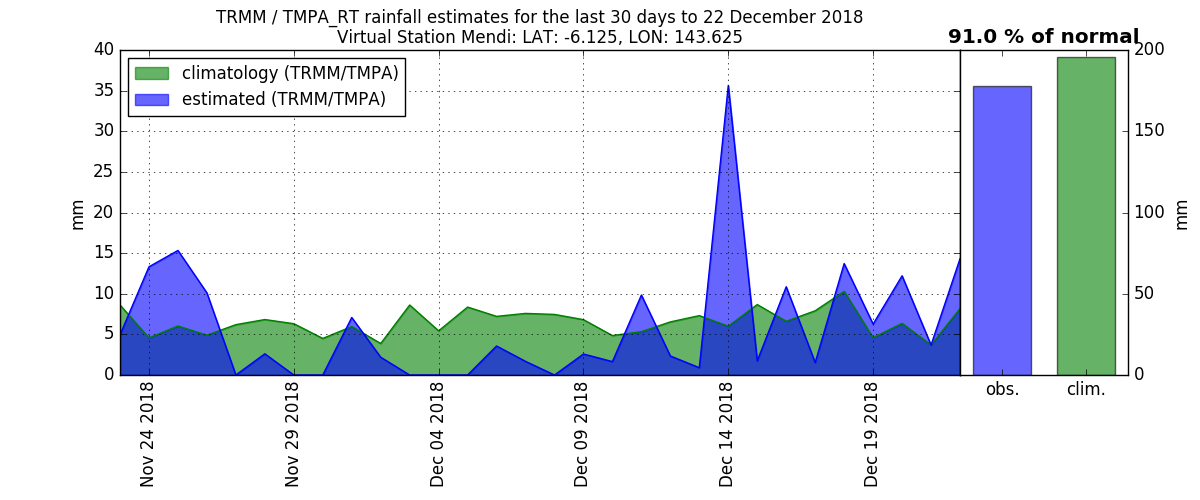 TRMM / TMPA_RT rainfall estimates for the last 30 days to 22 December 2018
Virtual Station Mendi: LAT: -6.125, LON: 143.625
91.0 % of normal
climatology (TRMM/TMPA)
estimated (TRMM/TMPA)
mm
40
35
30
25
20
15
10
5
0
Nov 24 2018
Nov 29 2018
Dec 04 2018
Dec 09 2018
Dec 14 2018
Dec 19 2018
obs.
clim.
200
150
100
50
0
mm